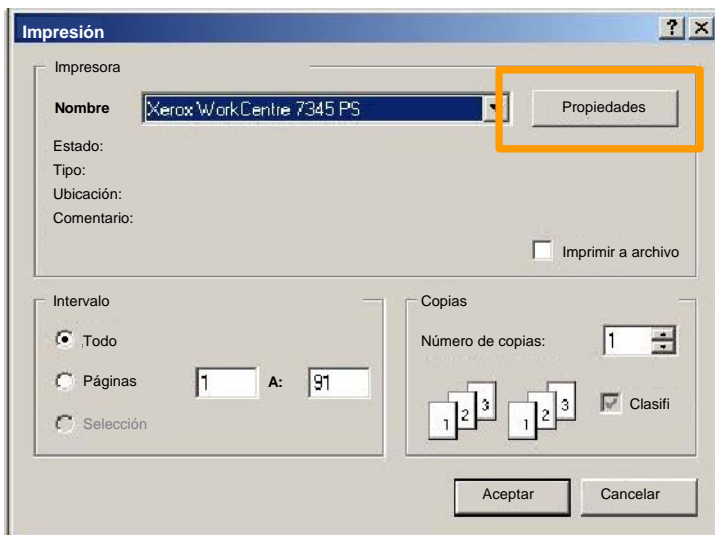 Impresión
Impresora
Nombre Xerox WorkCentre 7345 PS Propiedades
Estado:
Tipo:
Ubicación:
Comentario:
Imprimir a archivo
Intervalo Copias
Todo Número de copias: 1
Páginas 1 A: 91
1 2 3 1 2 3 Clasifi
Selección
Aceptar Cancelar